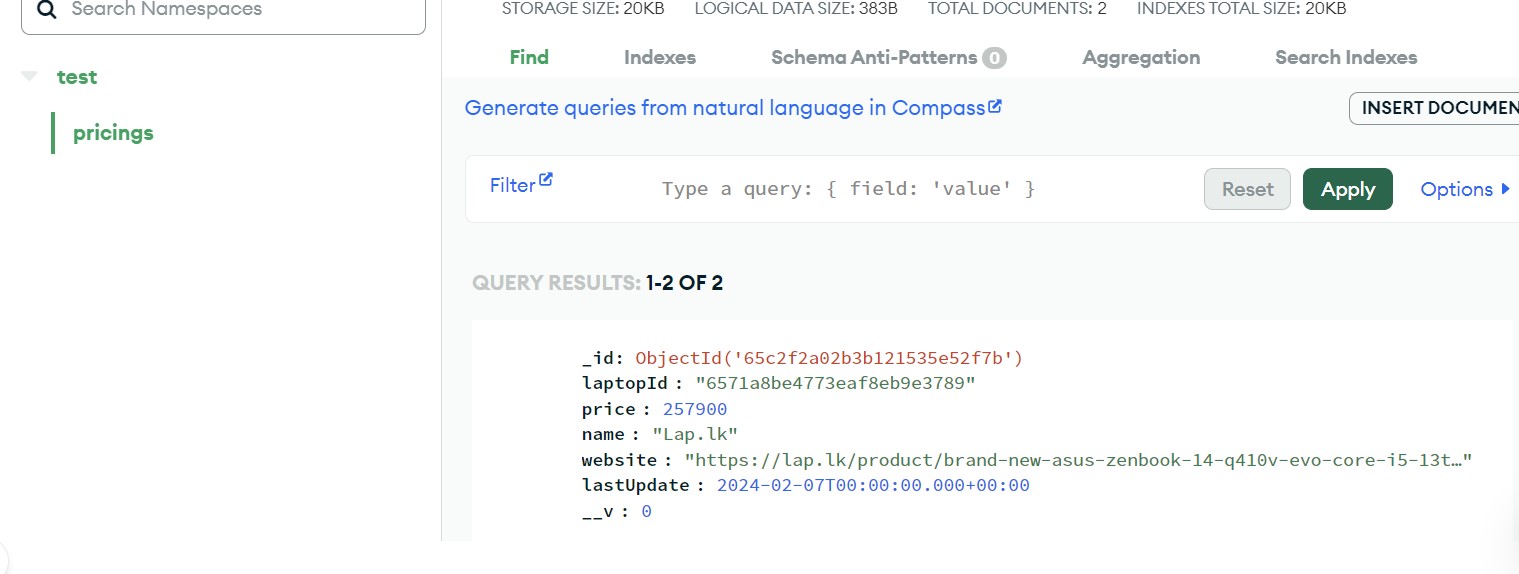 Search Namespaces
test
pricings
STORAGE SIZE: 20KB LOGICAL DATA SIZE: 383B TOTAL DOCUMENTS: 2 INDEXES TOTAL SIZE: 20KB
Find Indexes Schema Anti-Patterns 0 Aggregation Search Indexes
Generate queries from natural language in Compass
INSERT DOCUMEN
Filter Type a query: { field: 'value' } Reset Apply Options
QUERY RESULTS: 1-2 OF 2
_id: ObjectId('65c2f2a02b3b121535e52f7b')
laptopId : "6571a8be4773eaf8eb9e3789"
price : 257900
name : "Lap.lk"
website : "https://lap.lk/product/brand-new-asus-zenbook-14-q410v-evo-core-i5-13t…"
lastUpdate : 2024-02-07T00:00:00.000+00:00
__v : 0